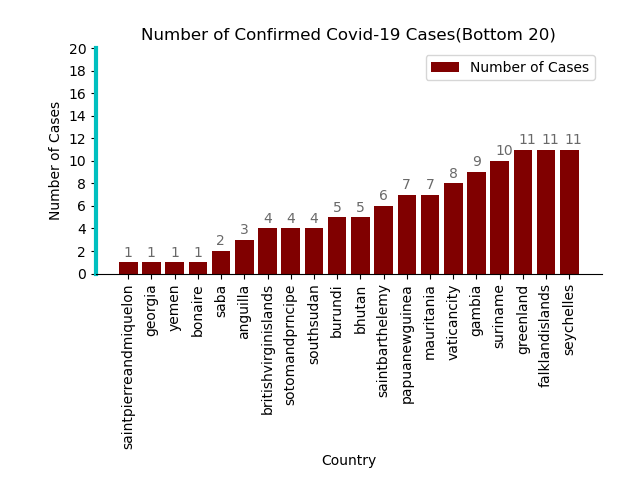 Number of Confirmed Covid-19 Cases(Bottom 20)
Number of Cases
20
18
16
14
12
10
8
6
4
2
0
Number of Cases
1 1 1 1 2 3 4 4 4 5 5 6 7 7 8 9 10 11 11 11
saintpierreandmiquelon
georgia
yemen
bonaire
saba
anguilla
britishvirginislands
sotomandprncipe
southsudan
burundi
bhutan
saintbarthelemy
papuanewguinea
mauritania
vaticancity
gambia
suriname
greenland
falklandislands
seychelles
Country